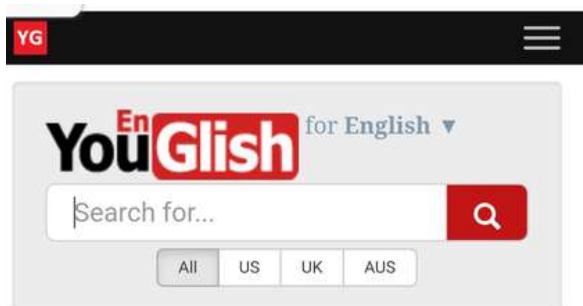 YG
YouEnGlish for English ▼
Search for...
All US UK AUS